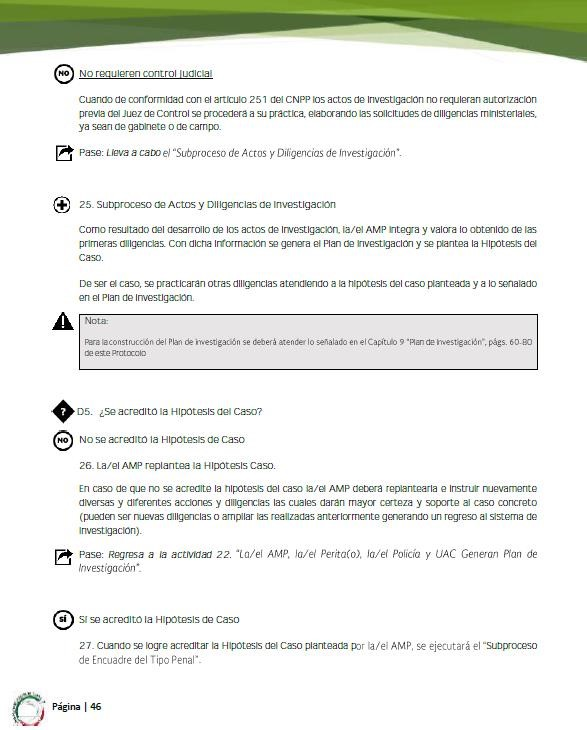 NO No requieren control judicial
Cuando de conformidad con el artículo 251 del CNPP los actos de investigación no requieran autorización
previa del Juez de Control se procederá a su práctica, elaborando las solicitudes de diligencias ministeriales,
ya sean de gabinete o de campo.
Pase: Lleva a cabo el "Subproceso de Actos y Diligencias de Investigación".
25. Subproceso de Actos y Diligencias de Investigación
Como resultado del desarrollo de los actos de investigación, la/el AMP integra y valora lo obtenido de las
primeras diligencias. Con dicha información se genera el Plan de Investigación y se plantea la Hipótesis del
Caso.
De ser el caso, se practicarán otras diligencias atendiendo a la hipótesis del caso planteada y a lo señalado
en el Plan de Investigación.
Nota:
Para la construcción del Plan de investigación se deberá atender lo señalado en el Capítulo 9 "Plan de Investigación", págs. 60-80
de este Protocolo
? D5. ¿Se acreditó la Hipótesis del Caso?
NO No se acreditó la Hipótesis de Caso
26. La/el AMP replantea la Hipótesis Caso.
En caso de que no se acredite la hipótesis del caso la/el AMP deberá replantearla e instruir nuevamente
diversas y diferentes acciones y diligencias las cuales darán mayor certeza y soporte al caso concreto
(pueden ser nuevas diligencias o ampliar las realizadas anteriormente generando un regreso al sistema de
investigación).
Pase: Regresa a la actividad 22. "La/el AMP, la/el Perita(o), la/el Policía y UAC Generan Plan de
Investigación".
SÍ Sí se acreditó la Hipótesis de Caso
27. Cuando se logre acreditar la Hipótesis del Caso planteada por la/el AMP, se ejecutará el "Subproceso
de Encuadre del Tipo Penal".
Página | 46